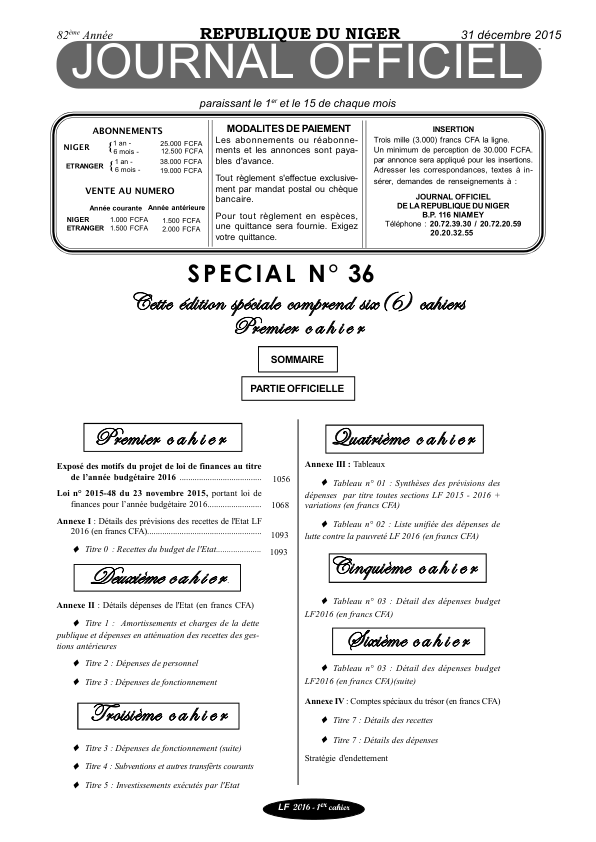 82ème Année
REPUBLIQUE DU NIGER
31 décembre 2015
JOURNAL OFFICIEL
paraissant le 1er et le 15 de chaque mois
ABONNEMENTS
NIGER { 1 an - 25.000 FCFA
6 mois - 12.500 FCFA
ETRANGER { 1 an - 38.000 FCFA
6 mois - 19.000 FCFA
VENTE AU NUMERO
Année courante Année antérieure
NIGER 1.000 FCFA 1.500 FCFA
ETRANGER 1.500 FCFA 2.000 FCFA
MODALITES DE PAIEMENT
Les abonnements ou réabonne-
ments et les annonces sont paya-
bles d'avance.
Tout règlement s'effectue exclusive-
ment par mandat postal ou chèque
bancaire.
Pour tout règlement en espèces,
une quittance sera fournie. Exigez
votre quittance.
INSERTION
Trois mille (3.000) francs CFA la ligne.
Un minimum de perception de 30.000 FCFA.
par annonce sera appliqué pour les insertions.
Adresser les correspondances, textes à in-
sérer, demandes de renseignements à :
JOURNAL OFFICIEL
DE LA REPUBLIQUE DU NIGER
B.P. 116 NIAMEY
Téléphone : 20.72.39.30 / 20.72.20.59
20.20.32.55
SPECIAL N° 36
Cette édition spéciale comprend six (6) cahiers
Premier cahier
SOMMAIRE
PARTIE OFFICIELLE
Premier cahier
Exposé des motifs du projet de loi de finances au titre
de l'année budgétaire 2016 ..................................... 1056
Loi n° 2015-48 du 23 novembre 2015, portant loi de
finances pour l'année budgétaire 2016........................ 1068
Annexe I : Détails des prévisions des recettes de l'Etat LF
2016 (en francs CFA).................................................. 1093
♦ Titre 0 : Recettes du budget de l'Etat.................... 1093
Deuxième cahier
Annexe II : Détails dépenses de l'Etat (en francs CFA)
♦ Titre 1 : Amortissements et charges de la dette
publique et dépenses en atténuation des recettes des ges-
tions antérieures
♦ Titre 2 : Dépenses de personnel
♦ Titre 3 : Dépenses de fonctionnement
Troisième cahier
♦ Titre 3 : Dépenses de fonctionnement (suite)
♦ Titre 4 : Subventions et autres transfèrts courants
♦ Titre 5 : Investissements exécutés par l'Etat
Quatrième cahier
Annexe III : Tableaux
♦ Tableau n° 01 : Synthèses des prévisions des
dépenses par titre toutes sections LF 2015 - 2016 +
variations (en francs CFA)
♦ Tableau n° 02 : Liste unifiée des dépenses de
lutte contre la pauvreté LF 2016 (en francs CFA)
Cinquième cahier
♦ Tableau n° 03 : Détail des dépenses budget
LF2016 (en francs CFA)
Sixième cahier
♦ Tableau n° 03 : Détail des dépenses budget
LF2016 (en francs CFA)(suite)
Annexe IV : Comptes spéciaux du trésor (en francs CFA)
♦ Titre 7 : Détails des recettes
♦ Titre 7 : Détails des dépenses
Stratégie d'endettement
LF 2016 - 1er cahier